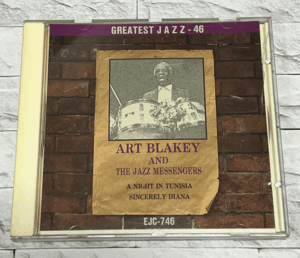 GREATEST JAZZ - 46
ART BLAKEY
AND
THE JAZZ MESSENGERS
A NIGHT IN TUNISIA
SINCERELY DIANA
EJC-746